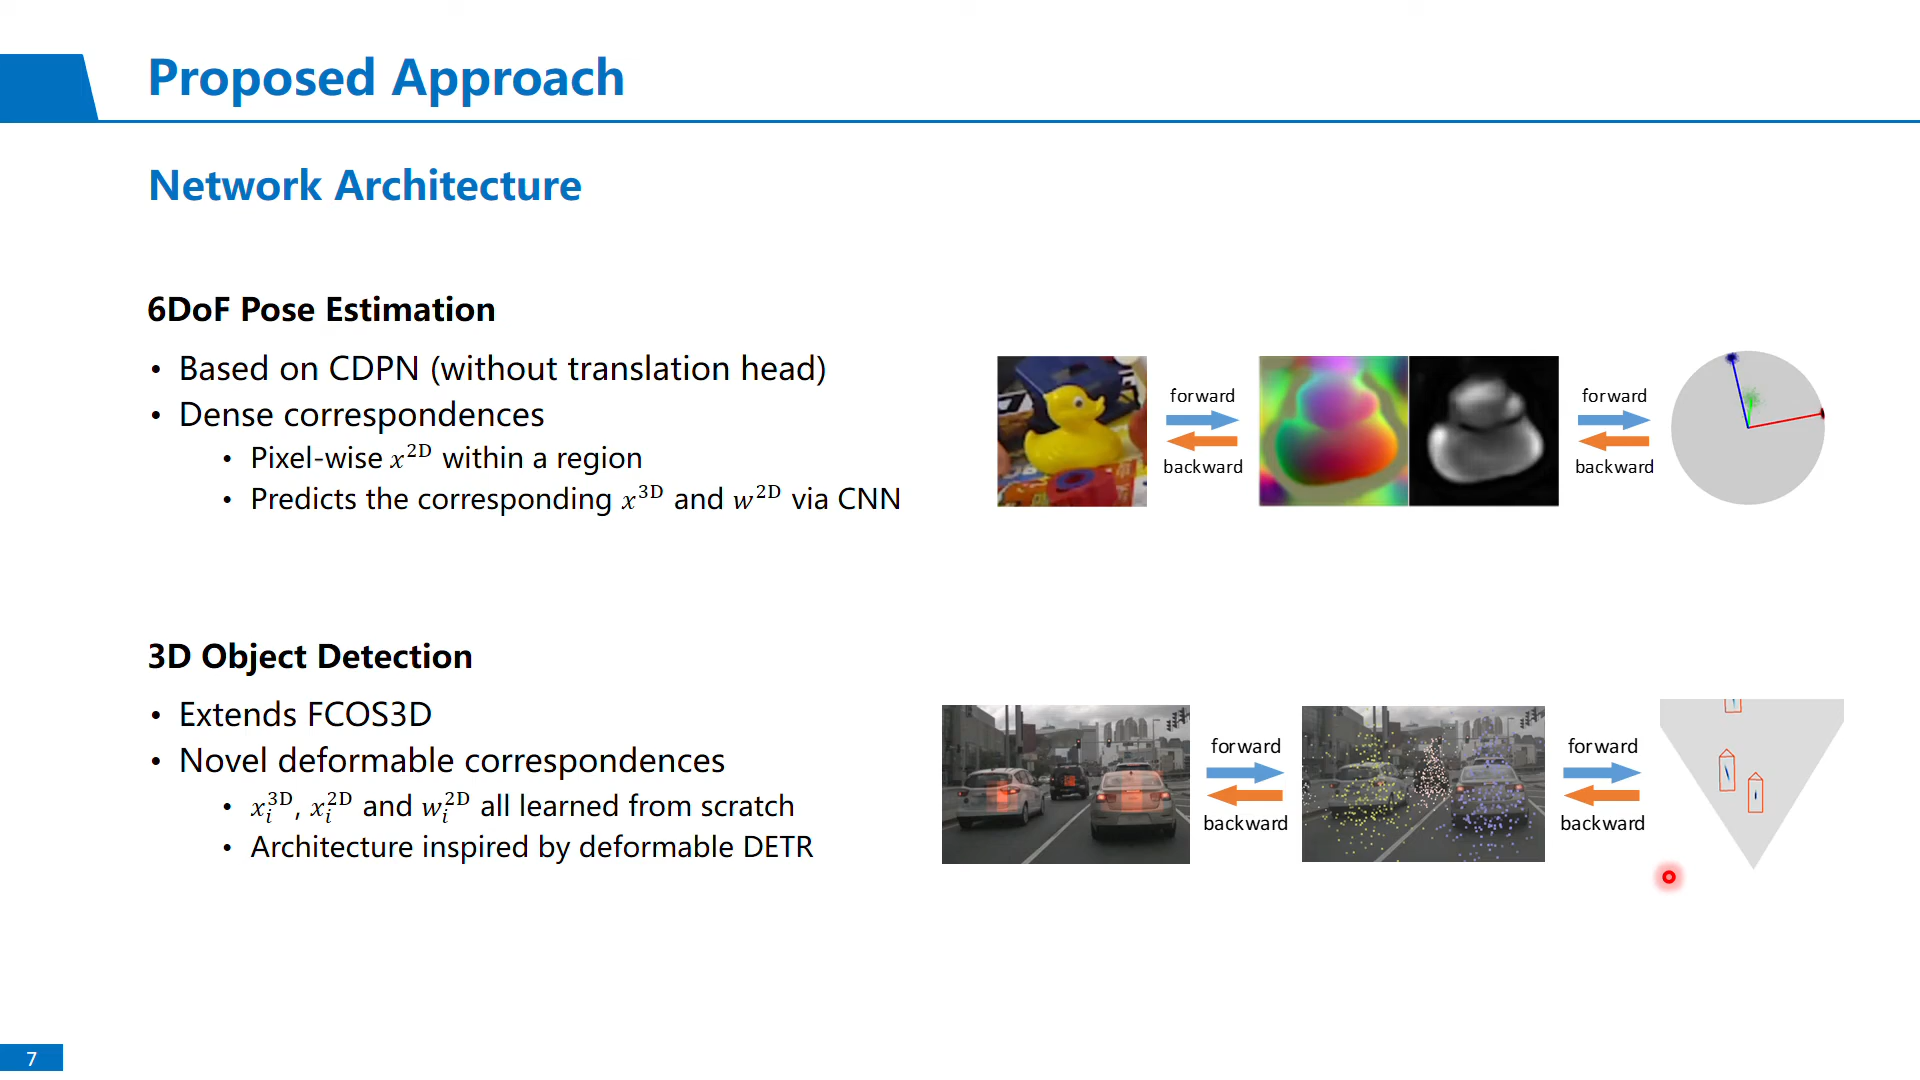 Proposed Approach
Network Architecture
6DoF Pose Estimation
• Based on CDPN (without translation head)
• Dense correspondences
• Pixel-wise x^2D within a region
• Predicts the corresponding x^3D and w^2D via CNN
forward
backward
forward
backward
3D Object Detection
• Extends FCOS3D
• Novel deformable correspondences
• x_i^3D, x_i^2D and w_i^2D all learned from scratch
• Architecture inspired by deformable DETR
forward
backward
forward
backward
7